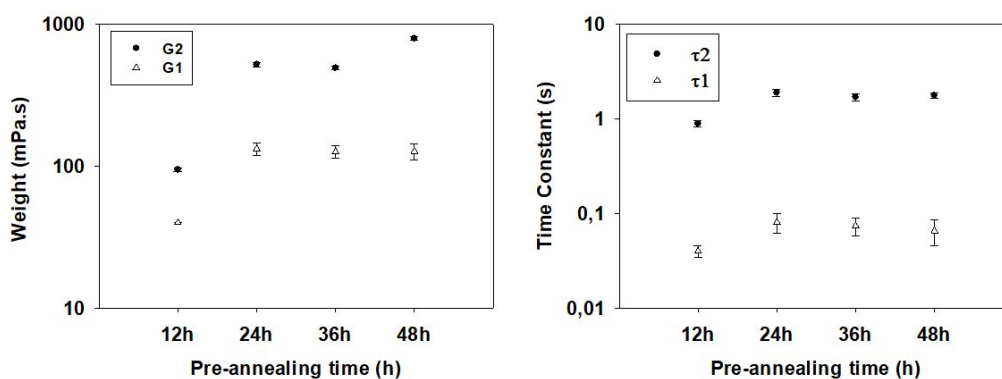 1000
100
10
Weight (mPa.s)
G2
G1
12h 24h 36h 48h
Pre-annealing time (h)
10
1
0,1
0,01
Time Constant (s)
τ2
τ1
12h 24h 36h 48h
Pre-annealing time (h)